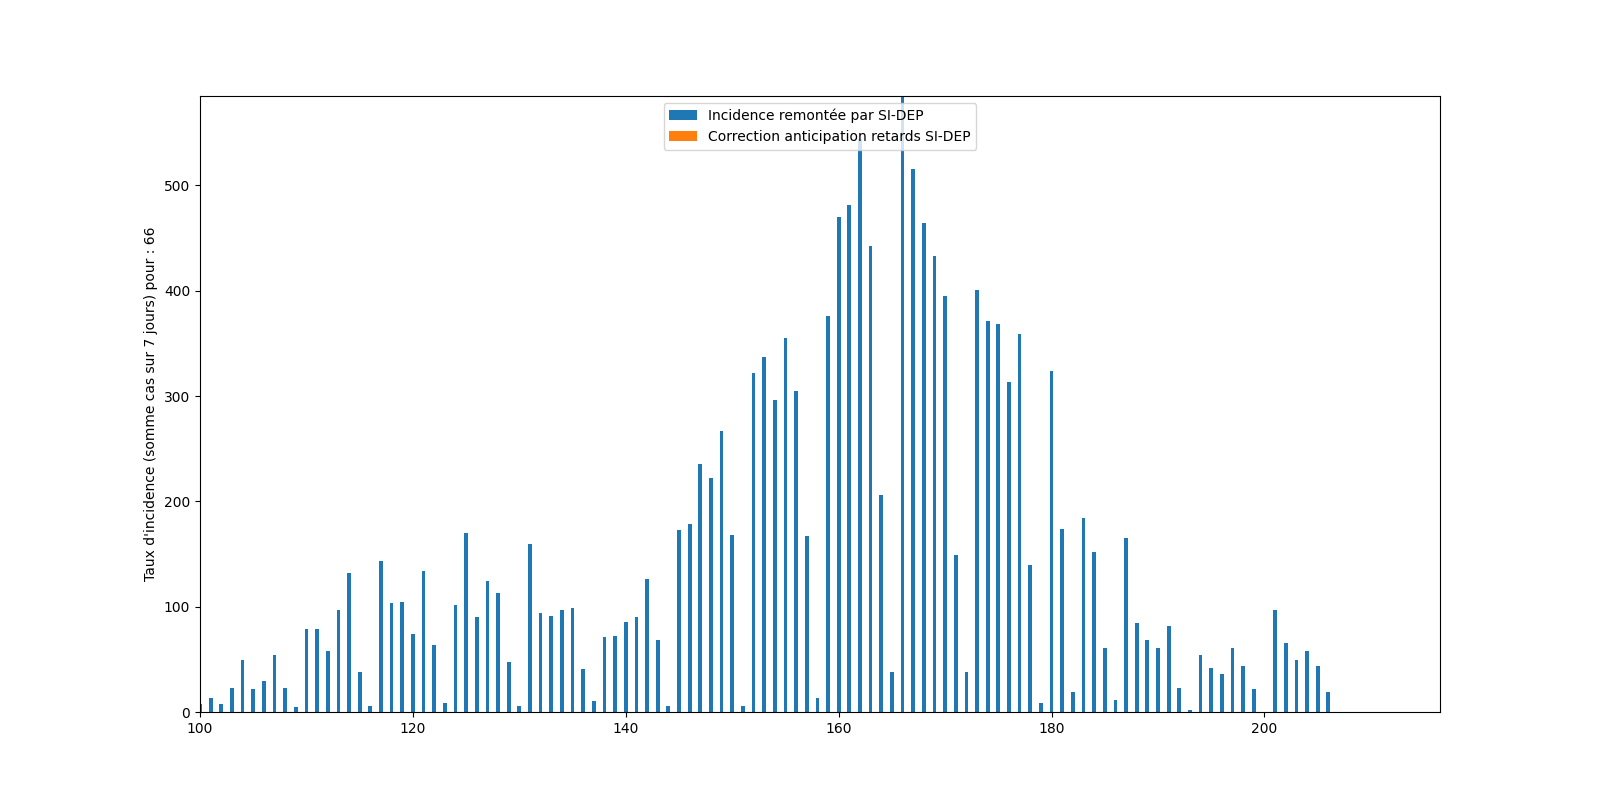 Incidence remontée par SI-DEP
Correction anticipation retards SI-DEP
Taux d'incidence (somme cas sur 7 jours) pour : 66
500
400
300
200
100
0
100 120 140 160 180 200